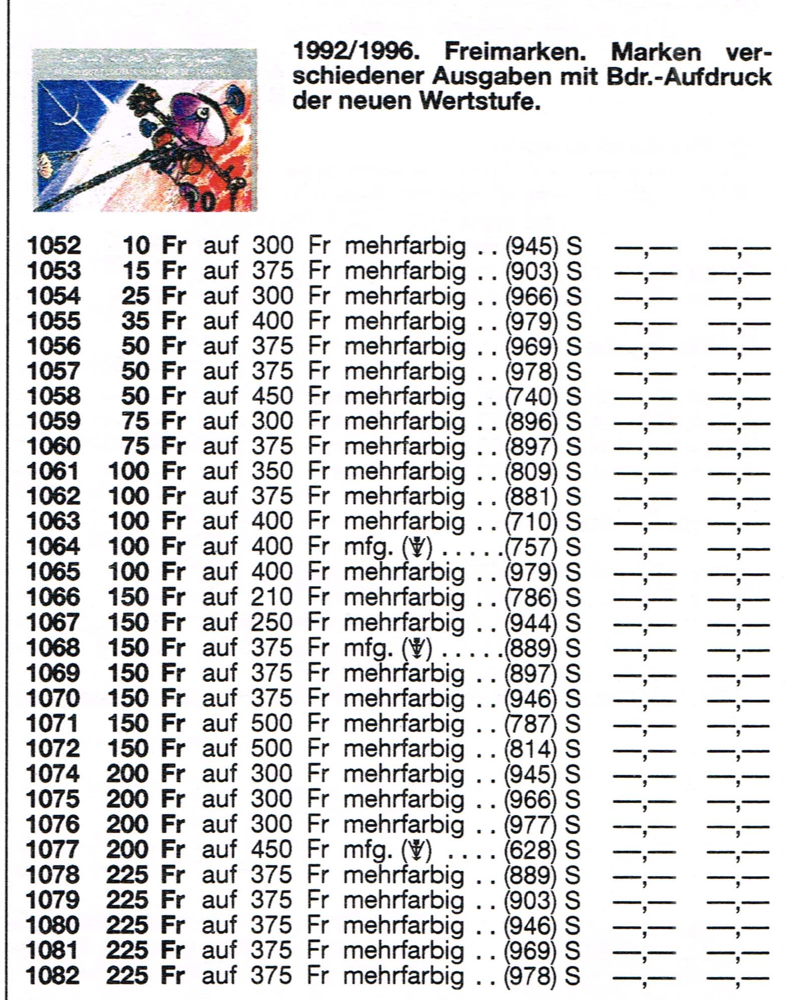 1992/1996. Freimarken. Marken ver-
schiedener Ausgaben mit Bdr.-Aufdruck
der neuen Wertstufe.
10
1052 10 Fr auf 300 Fr mehrfarbig . . (945) S —,— —,—
1053 15 Fr auf 375 Fr mehrfarbig . . (903) S —,— —,—
1054 25 Fr auf 300 Fr mehrfarbig . . (966) S —,— —,—
1055 35 Fr auf 400 Fr mehrfarbig . . (979) S —,— —,—
1056 50 Fr auf 375 Fr mehrfarbig . . (969) S —,— —,—
1057 50 Fr auf 375 Fr mehrfarbig . . (978) S —,— —,—
1058 50 Fr auf 450 Fr mehrfarbig . . (740) S —,— —,—
1059 75 Fr auf 300 Fr mehrfarbig . . (896) S —,— —,—
1060 75 Fr auf 375 Fr mehrfarbig . . (897) S —,— —,—
1061 100 Fr auf 350 Fr mehrfarbig . . (809) S —,— —,—
1062 100 Fr auf 375 Fr mehrfarbig . . (881) S —,— —,—
1063 100 Fr auf 400 Fr mehrfarbig . . (710) S —,— —,—
1064 100 Fr auf 400 Fr mfg. () . . . . . (757) S —,— —,—
1065 100 Fr auf 400 Fr mehrfarbig . . (979) S —,— —,—
1066 150 Fr auf 210 Fr mehrfarbig . . (786) S —,— —,—
1067 150 Fr auf 250 Fr mehrfarbig . . (944) S —,— —,—
1068 150 Fr auf 375 Fr mfg. () . . . . . (889) S —,— —,—
1069 150 Fr auf 375 Fr mehrfarbig . . (897) S —,— —,—
1070 150 Fr auf 375 Fr mehrfarbig . . (946) S —,— —,—
1071 150 Fr auf 500 Fr mehrfarbig . . (787) S —,— —,—
1072 150 Fr auf 500 Fr mehrfarbig . . (814) S —,— —,—
1074 200 Fr auf 300 Fr mehrfarbig . . (945) S —,— —,—
1075 200 Fr auf 300 Fr mehrfarbig . . (966) S —,— —,—
1076 200 Fr auf 300 Fr mehrfarbig . . (977) S —,— —,—
1077 200 Fr auf 450 Fr mfg. () . . . . (628) S —,— —,—
1078 225 Fr auf 375 Fr mehrfarbig . . (889) S —,— —,—
1079 225 Fr auf 375 Fr mehrfarbig . . (903) S —,— —,—
1080 225 Fr auf 375 Fr mehrfarbig . . (946) S —,— —,—
1081 225 Fr auf 375 Fr mehrfarbig . . (969) S —,— —,—
1082 225 Fr auf 375 Fr mehrfarbig . . (978) S —,— —,—